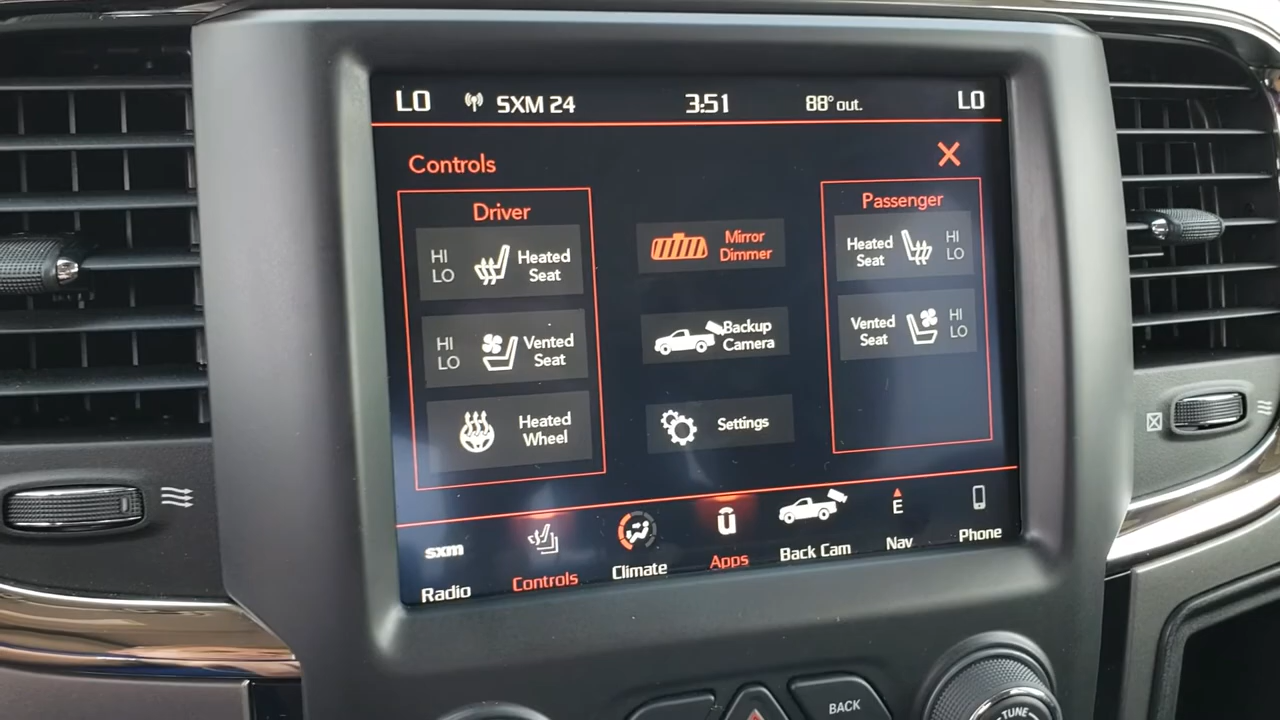 LO SXM 24 3:51 88° out. LO
Controls X
Driver
HI
LO
Heated
Seat
HI
LO
Vented
Seat
Heated
Wheel
Mirror
Dimmer
Backup
Camera
Settings
Passenger
Heated
Seat
HI
LO
Vented
Seat
HI
LO
sxm
Radio
Controls
Climate
Apps
Back Cam
E
Nav
Phone
BACK
TUNE